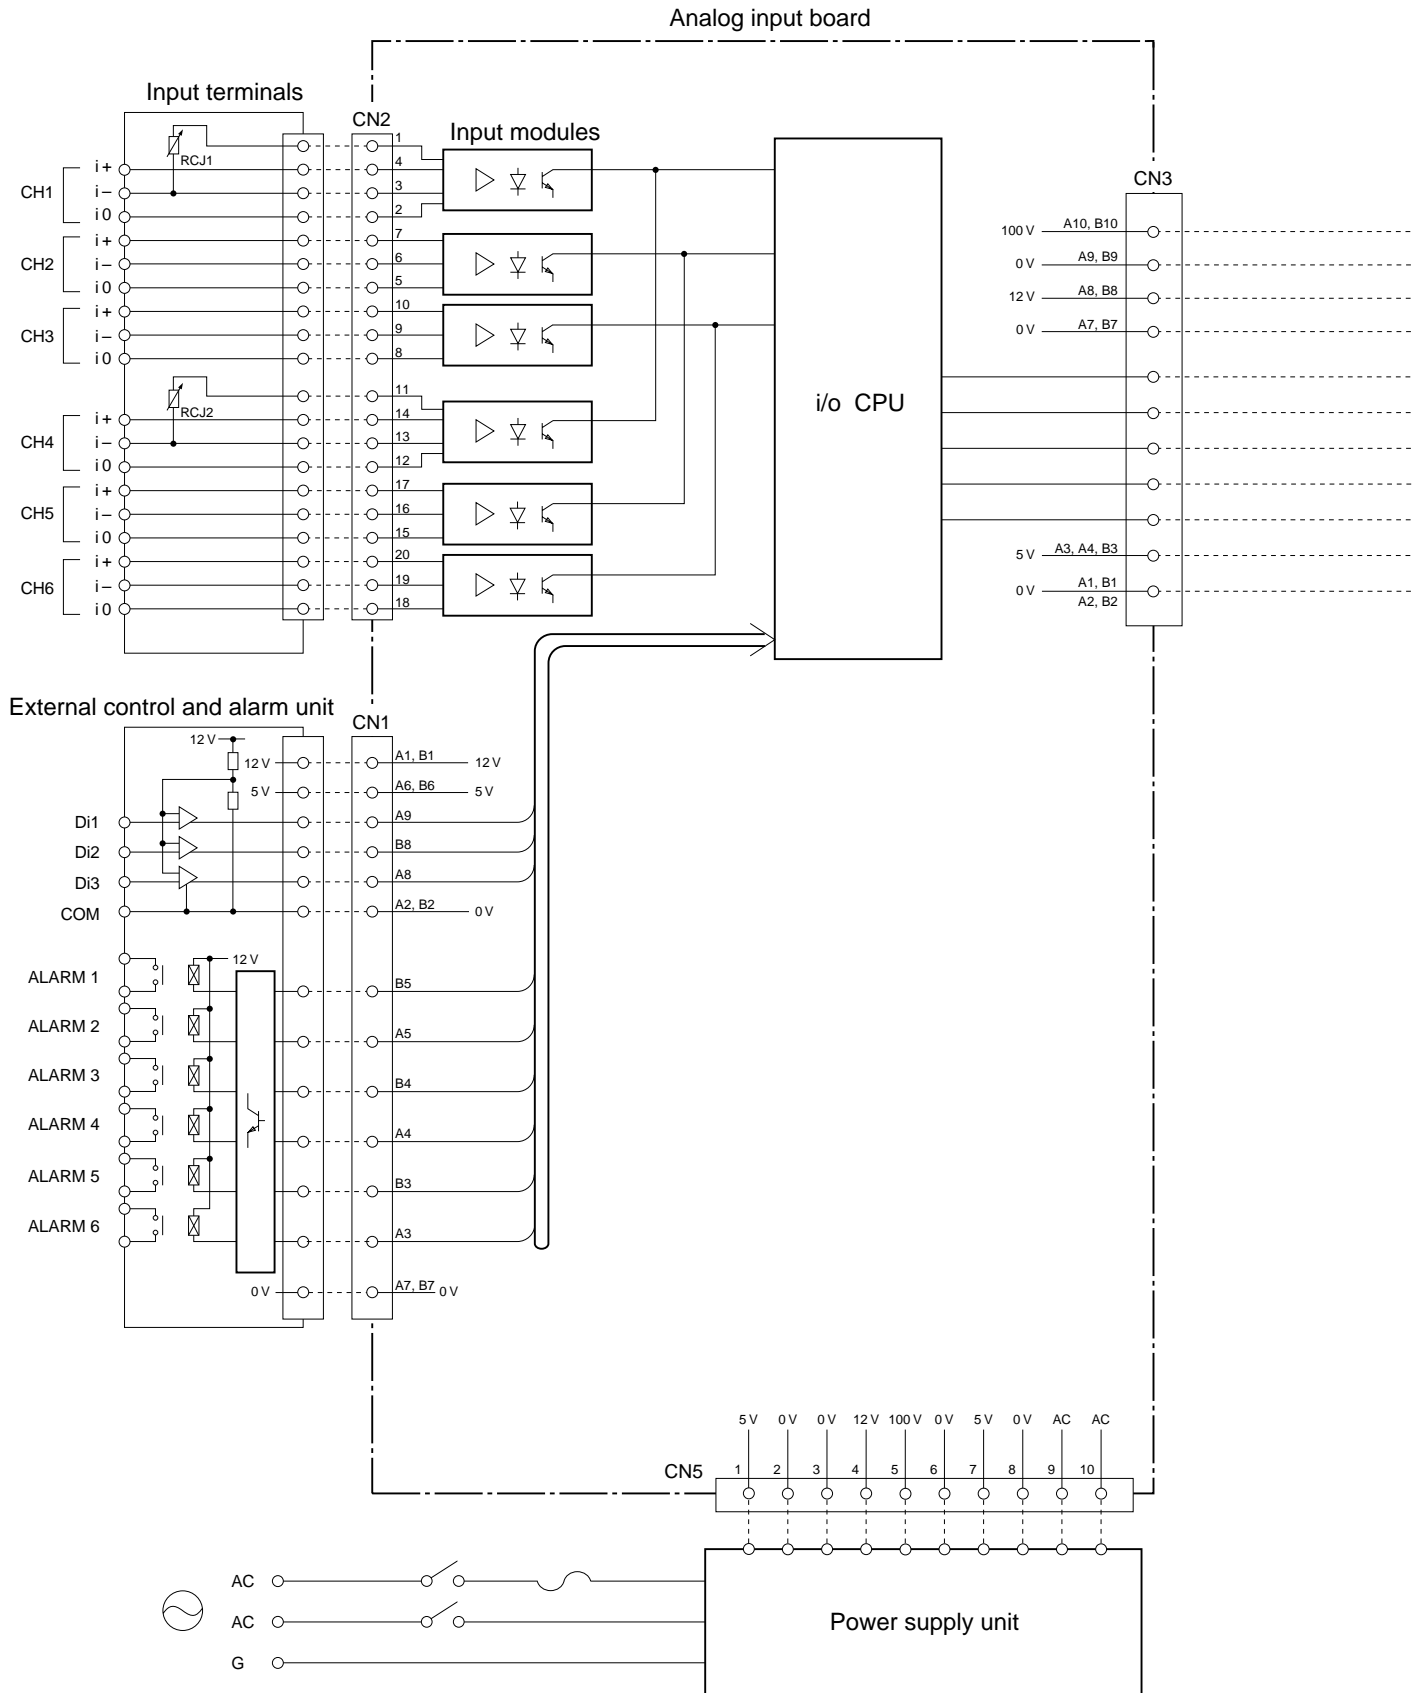 Analog input board
Input terminals
CN2
Input modules
RCJ1
CH1
i+
i−
i0
1
4
3
2
CH2
i+
i−
i0
7
6
5
CH3
i+
i−
i0
10
9
8
RCJ2
CH4
i+
i−
i0
11
14
13
12
CH5
i+
i−
i0
17
16
15
CH6
i+
i−
i0
20
19
18
i/o CPU
CN3
100 V A10, B10
0 V A9, B9
12 V A8, B8
0 V A7, B7
5 V A3, A4, B3
0 V A1, B1
A2, B2
External control and alarm unit
CN1
12 V
12 V A1, B1 12 V
5 V A6, B6 5 V
Di1 A9
Di2 B8
Di3 A8
COM A2, B2 0 V
12 V
ALARM 1 B5
ALARM 2 A5
ALARM 3 B4
ALARM 4 A4
ALARM 5 B3
ALARM 6 A3
0 V A7, B7 0 V
5 V 0 V 0 V 12 V 100 V 0 V 5 V 0 V AC AC
CN5 1 2 3 4 5 6 7 8 9 10
AC
AC
G
Power supply unit